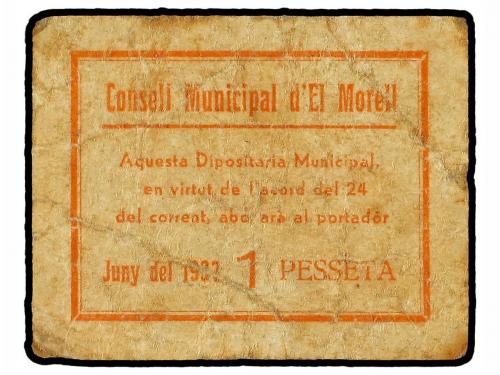 Consell Municipal d'El Morell
Aquesta Dipositaria Municipal,
en virtut de l'acord del 24
del corrent, abonarà al portador
Juny del 1937 1 PESSETA